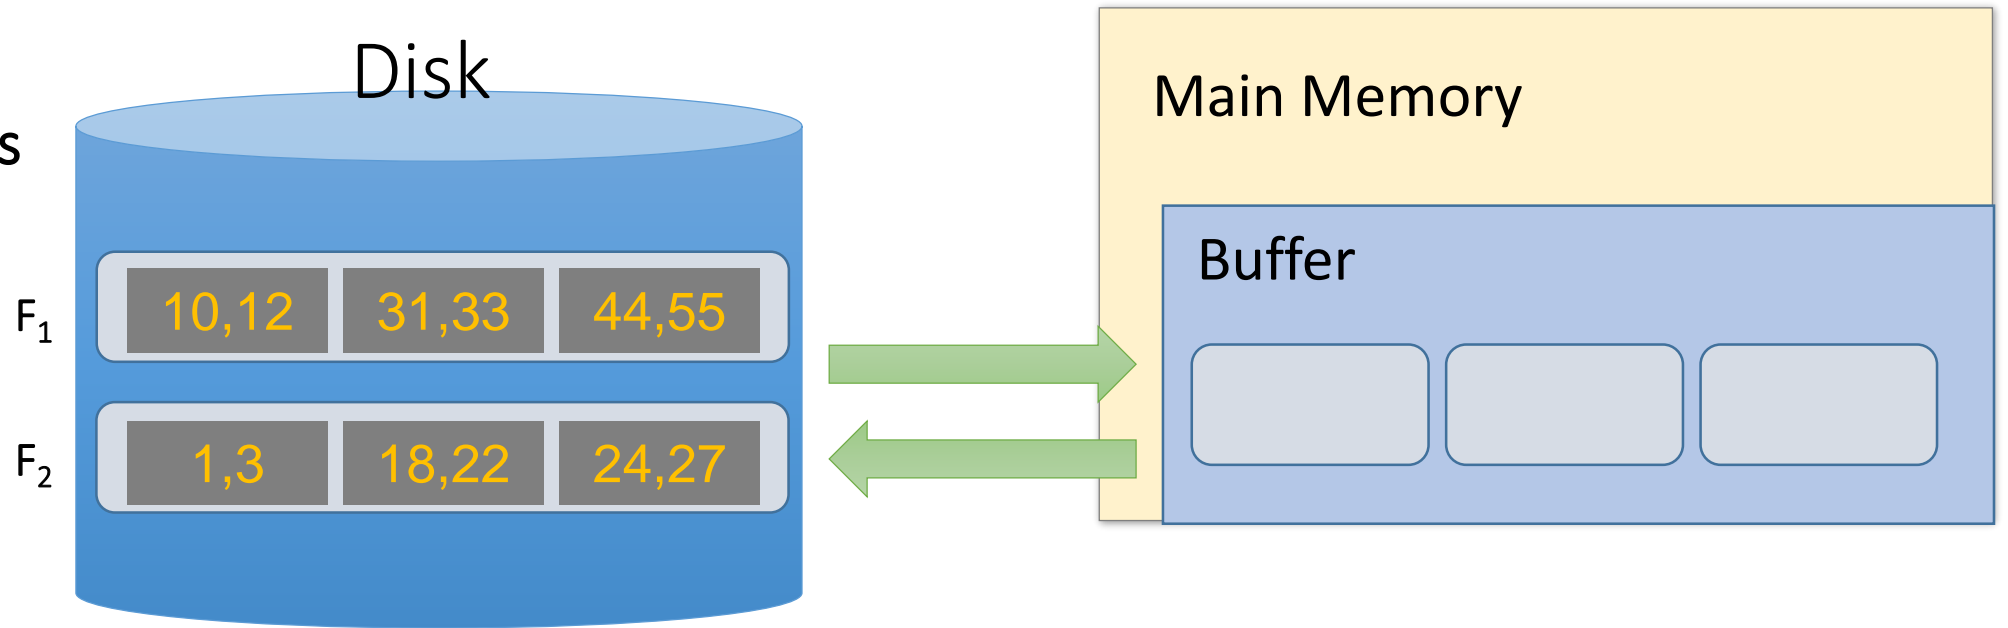 Disk
s
Main Memory
Buffer
F₁ 10,12 31,33 44,55
F₂ 1,3 18,22 24,27